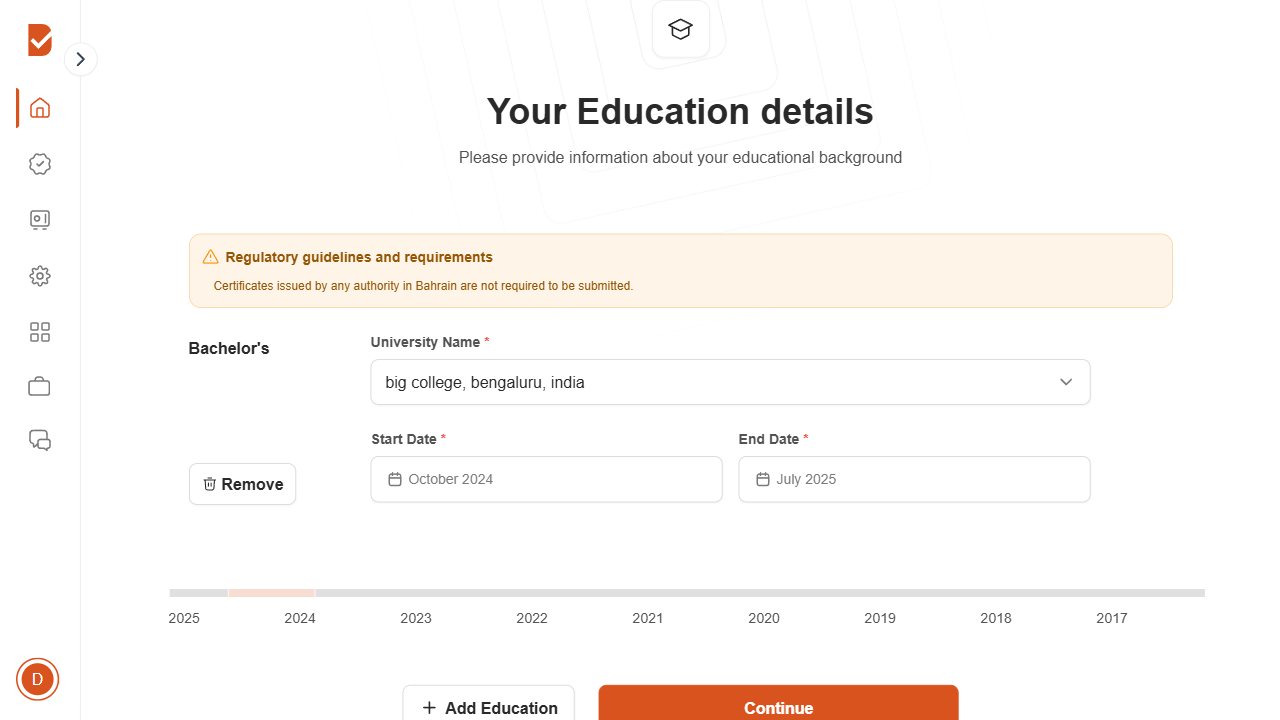 Your Education details
Please provide information about your educational background
Regulatory guidelines and requirements
Certificates issued by any authority in Bahrain are not required to be submitted.
Bachelor's
University Name *
big college, bengaluru, india
Start Date *
End Date *
October 2024
July 2025
Remove
2025
2024
2023
2022
2021
2020
2019
2018
2017
D
Add Education
Continue